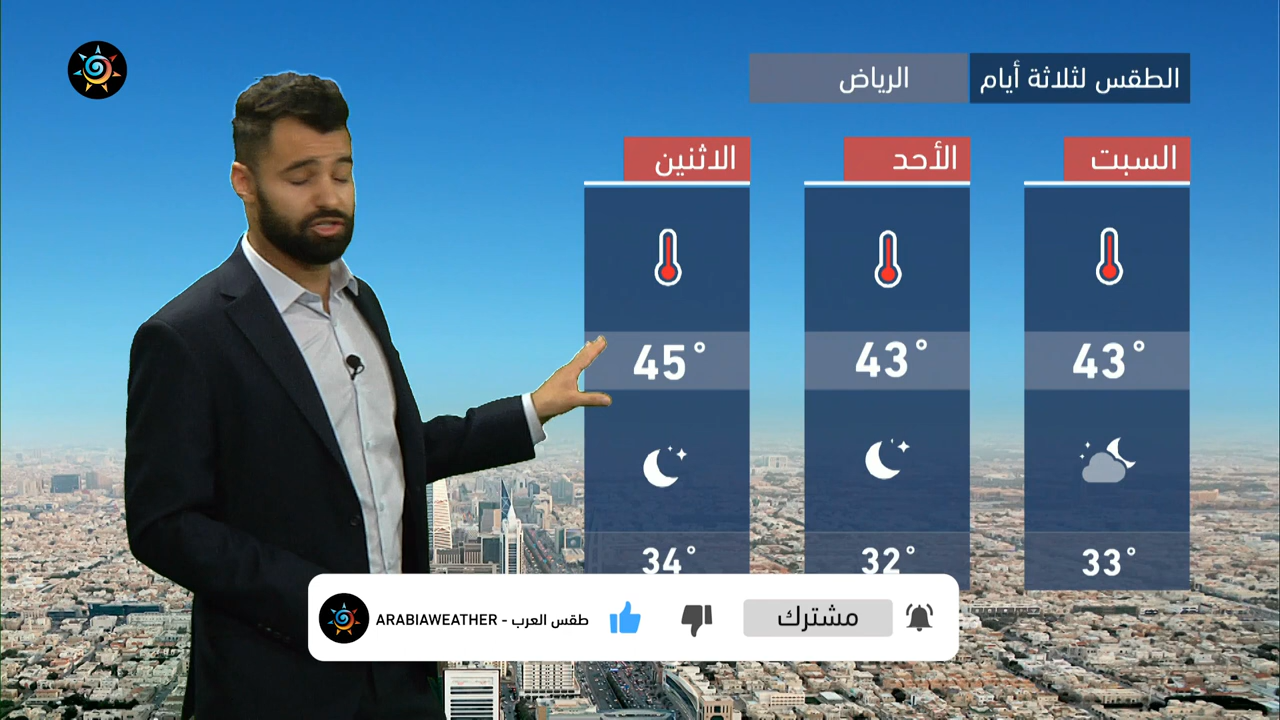 الطقس لثلاثة أيام
الرياض
السبت
الأحد
الاثنين
43°
43°
45°
33°
32°
34°
ARABIAWEATHER - طقس العرب
مشترك